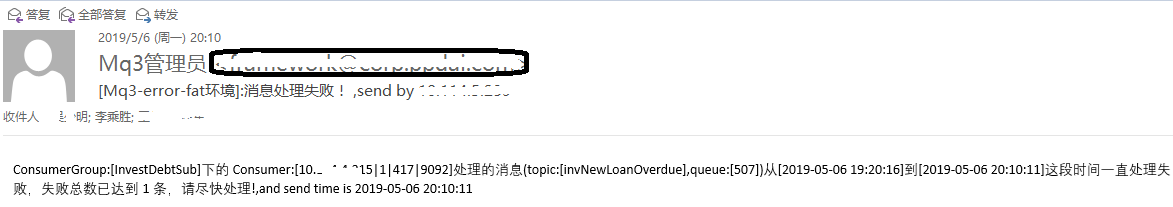 答复 全部答复 转发
2019/5/6 (周一) 20:10
Mq3管理员
[Mq3-error-fat环境]:消息处理失败！ ,send by
收件人 李乘胜;
ConsumerGroup:[InvestDebtSub]下的 Consumer:[10. 215|1|417|9092]处理的消息(topic:[invNewLoanOverdue],queue:[507])从[2019-05-06 19:20:16]到[2019-05-06 20:10:11]这段时间一直处理失
败，失败总数已达到 1 条，请尽快处理!,and send time is 2019-05-06 20:10:11